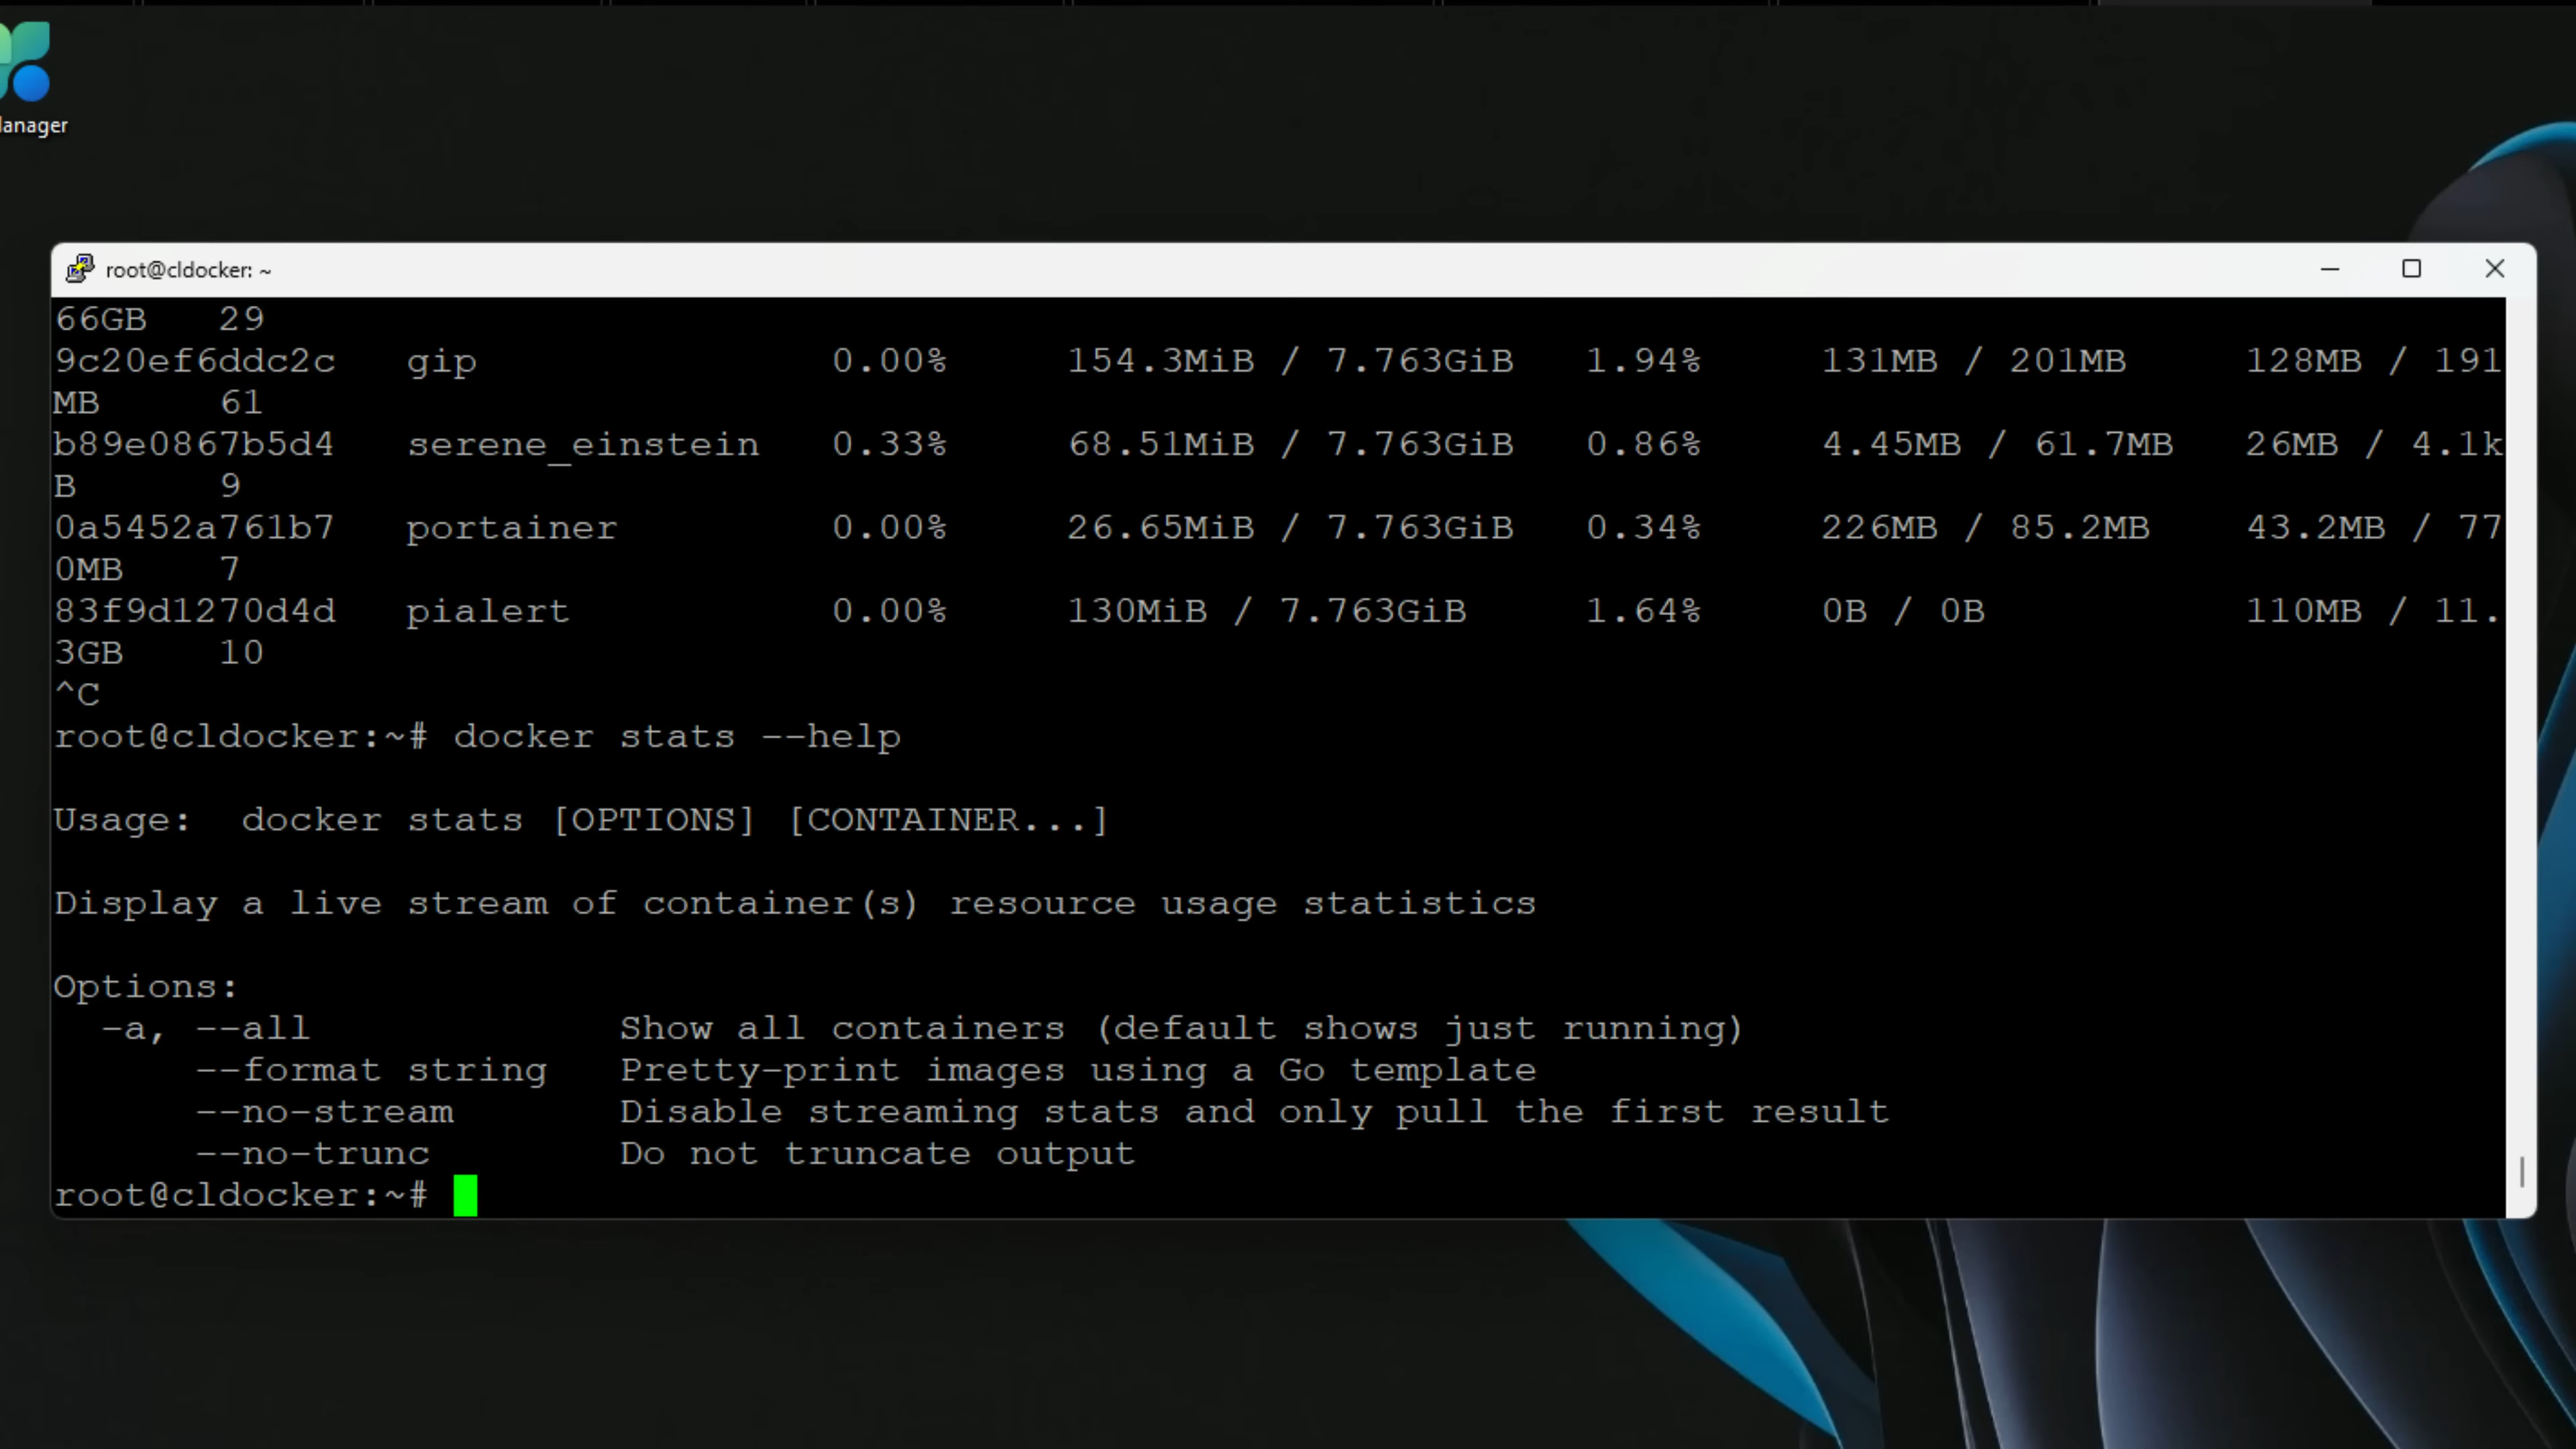 anager
root@cldocker: ~
66GB   29
9c20ef6ddc2c   gip               0.00%     154.3MiB / 7.763GiB   1.94%     131MB / 201MB     128MB / 191
MB     61
b89e0867b5d4   serene_einstein   0.33%     68.51MiB / 7.763GiB   0.86%     4.45MB / 61.7MB   26MB / 4.1k
B      9
0a5452a761b7   portainer         0.00%     26.65MiB / 7.763GiB   0.34%     226MB / 85.2MB    43.2MB / 77
0MB    7
83f9d1270d4d   pialert           0.00%     130MiB / 7.763GiB     1.64%     0B / 0B           110MB / 11.
3GB    10
^C
root@cldocker:~# docker stats --help
Usage:  docker stats [OPTIONS] [CONTAINER...]
Display a live stream of container(s) resource usage statistics
Options:
  -a, --all             Show all containers (default shows just running)
      --format string   Pretty-print images using a Go template
      --no-stream       Disable streaming stats and only pull the first result
      --no-trunc        Do not truncate output
root@cldocker:~#